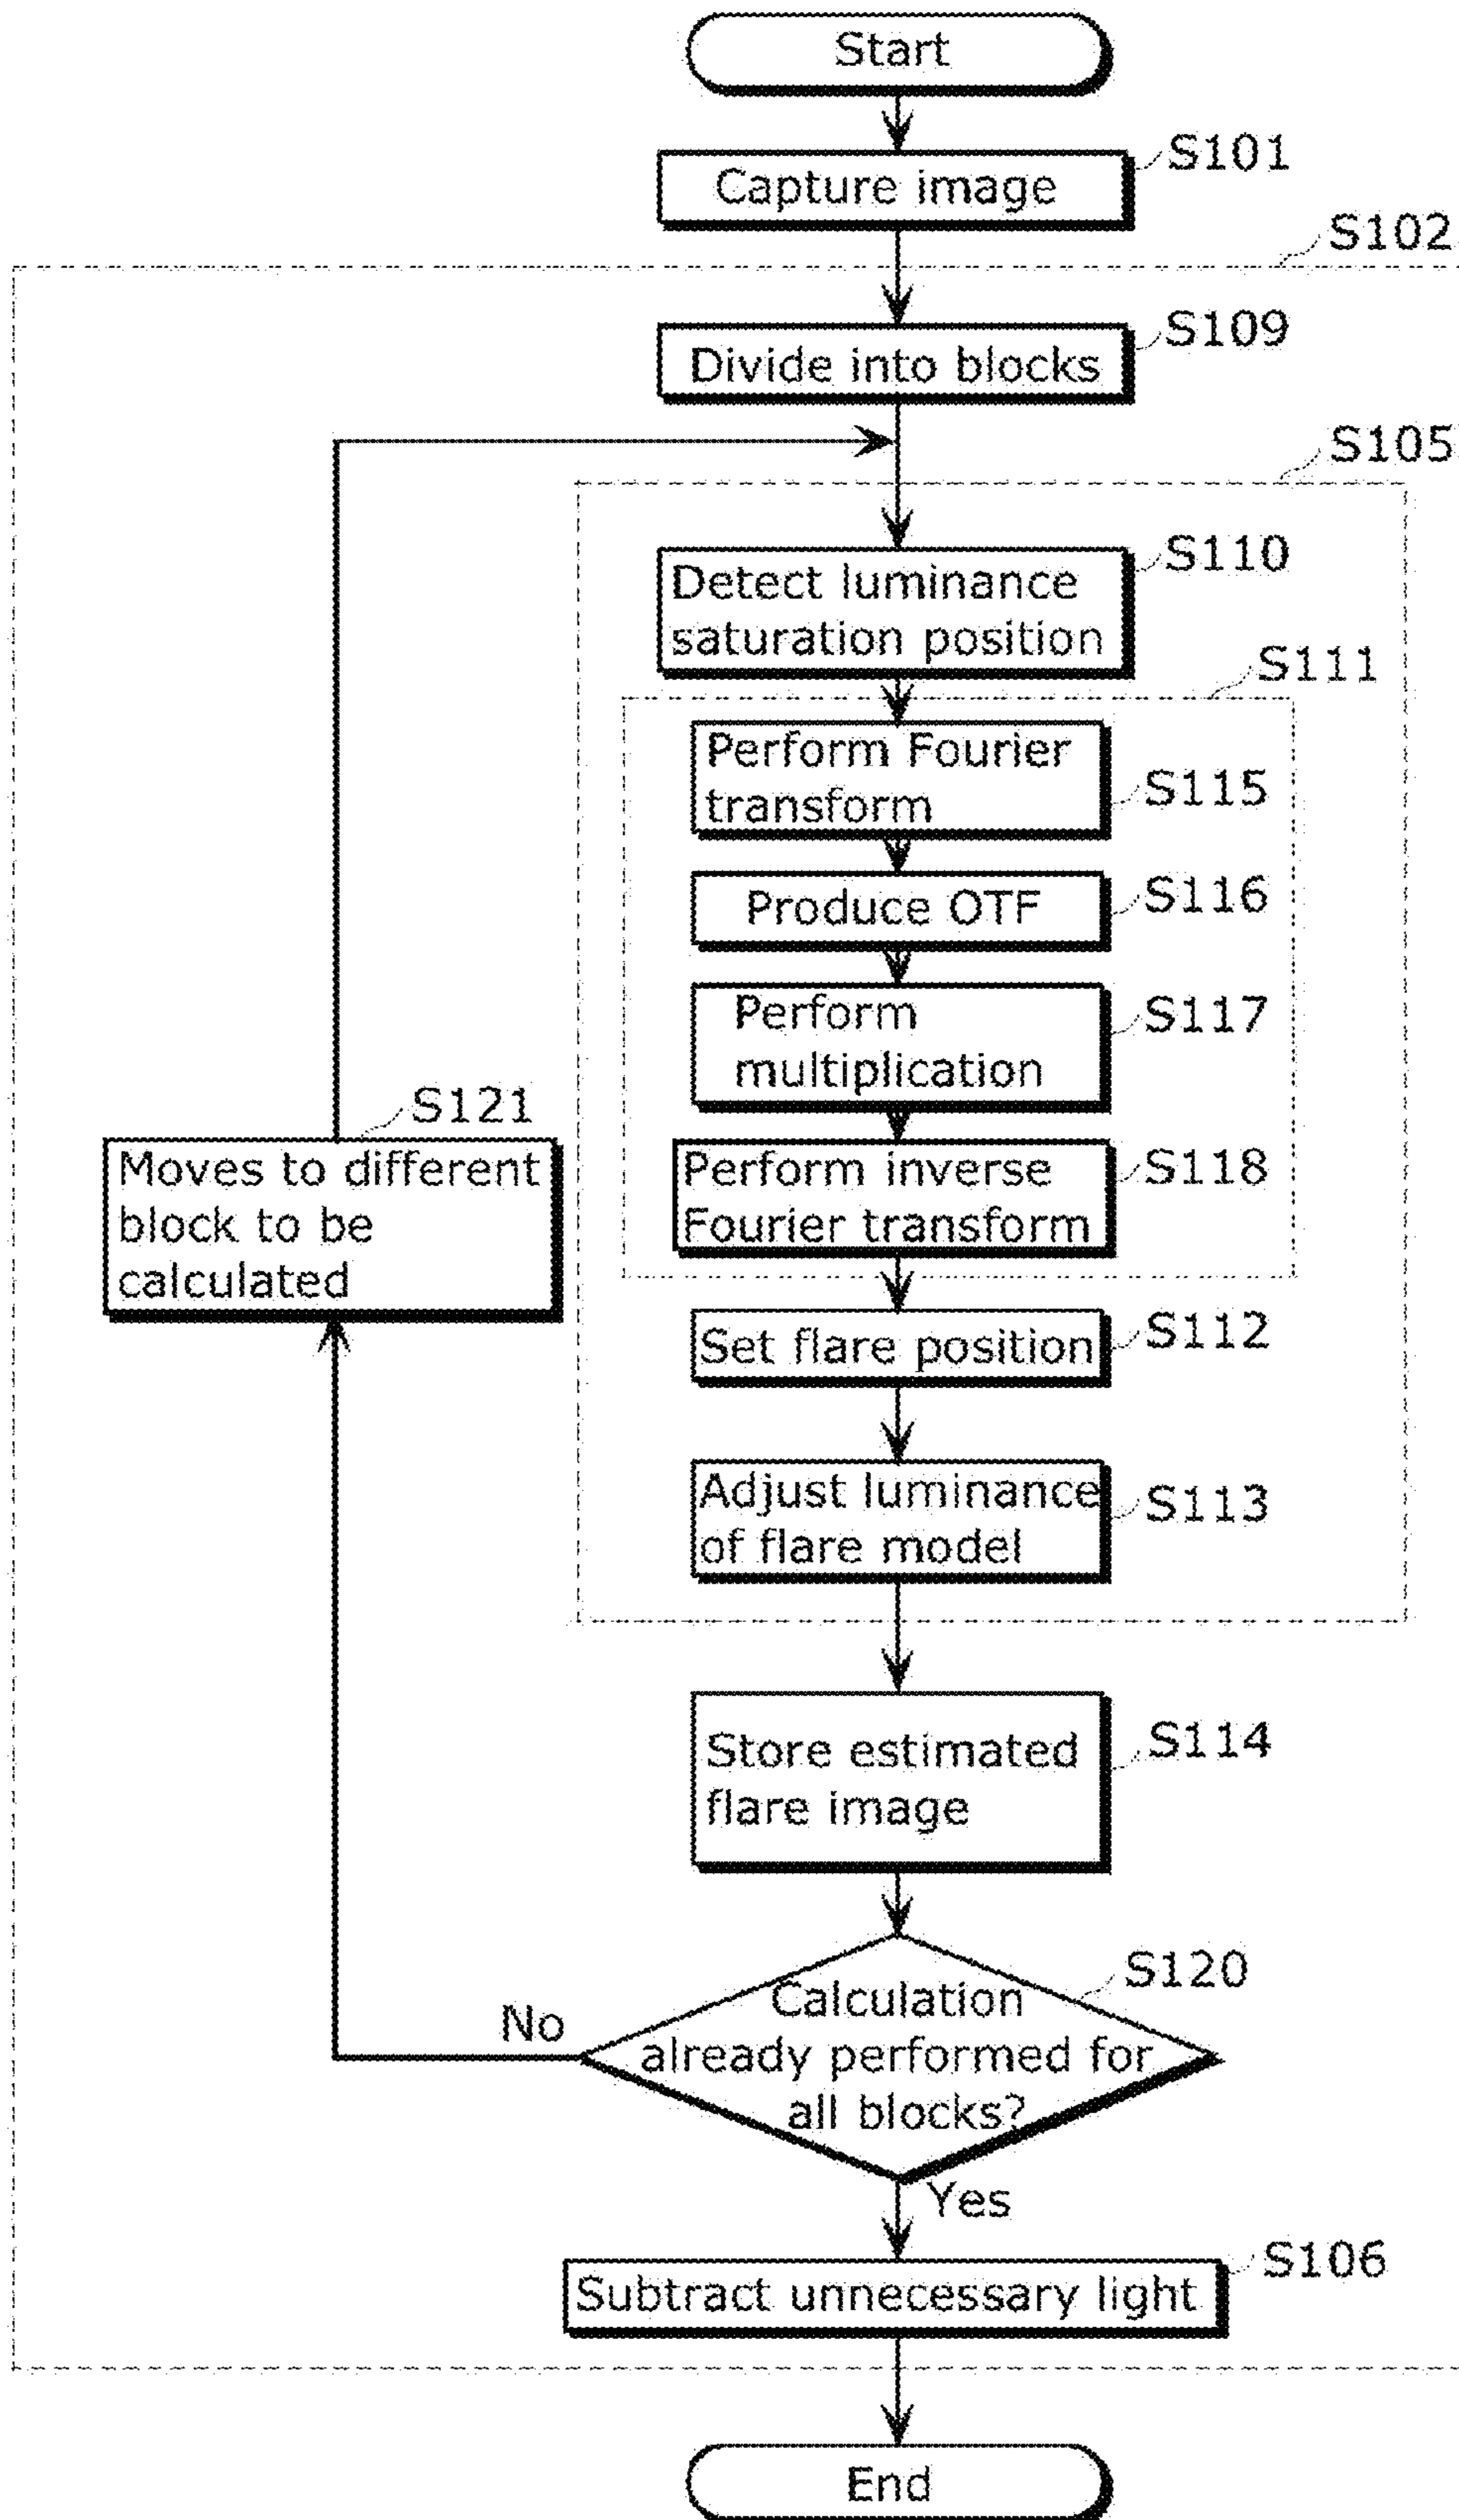 Start
S101
Capture image
S102
S109
Divide into blocks
S105
S110
Detect luminance
saturation position
S111
Perform Fourier
transform
S115
Produce OTF
S116
Perform
multiplication
S117
S121
Moves to different
block to be
calculated
Perform inverse
Fourier transform
S118
Set flare position
S112
Adjust luminance
of flare model
S113
Store estimated
flare image
S114
S120
Calculation
already performed for
all blocks?
No
Yes
S106
Subtract unnecessary light
End